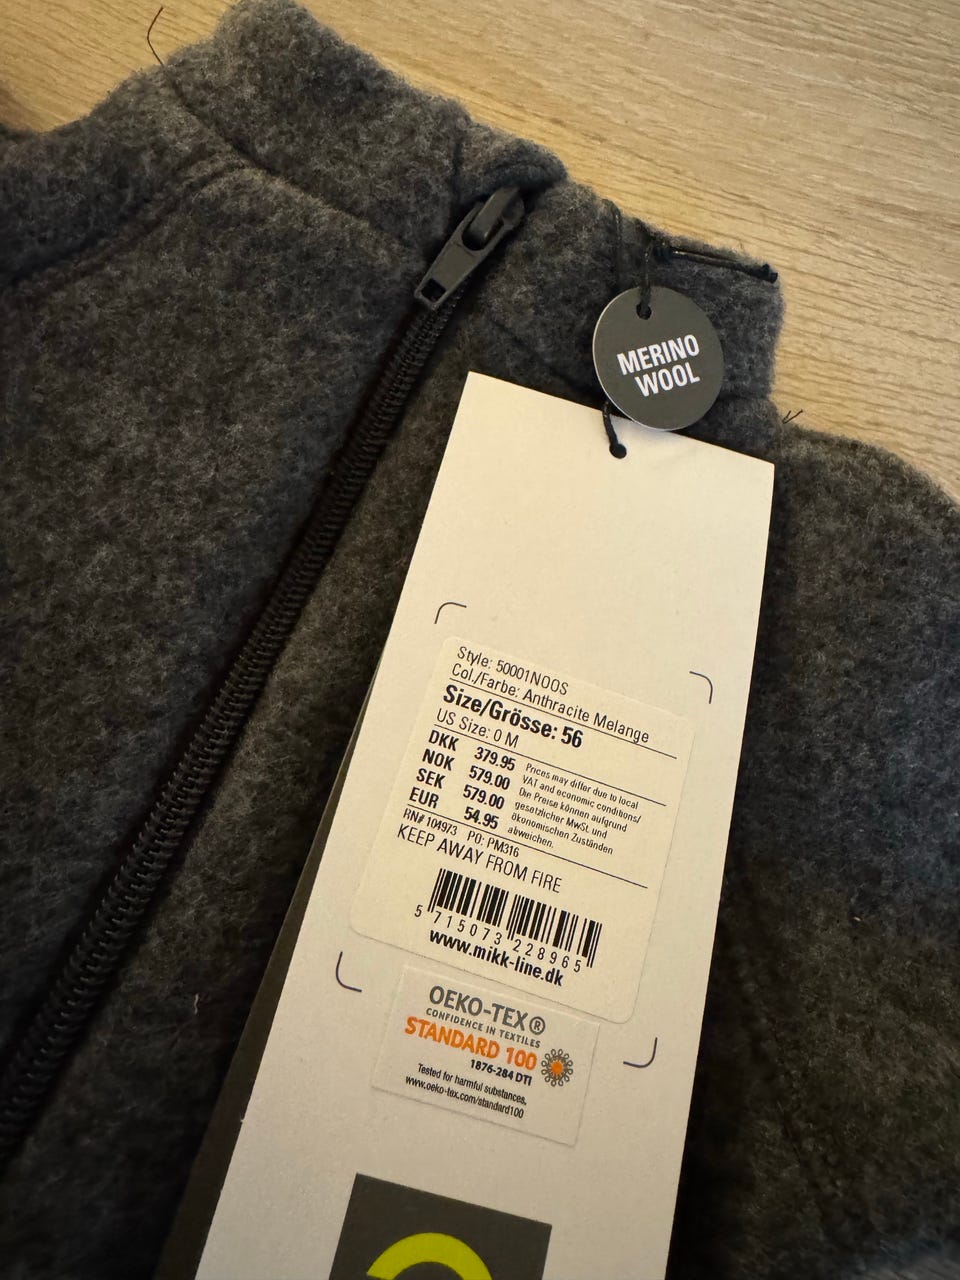 MERINO
WOOL
Style: 50001NOOS
Col./Farbe: Anthracite Melange
Size/Grösse: 56
US Size: 0 M
DKK 379.95
NOK 579.00
SEK 579.00
EUR 54.95
Prices may differ due to local
VAT and economic conditions/
Die Preise können aufgrund
gesetzlicher MwSt. und
ökonomischen Zuständen
abweichen.
RN# 104973 PO: PM316
KEEP AWAY FROM FIRE
5 715073 228965
www.mikk-line.dk
OEKO-TEX®
CONFIDENCE IN TEXTILES
STANDARD 100
1876-284 DTI
Tested for harmful substances.
www.oeko-tex.com/standard100